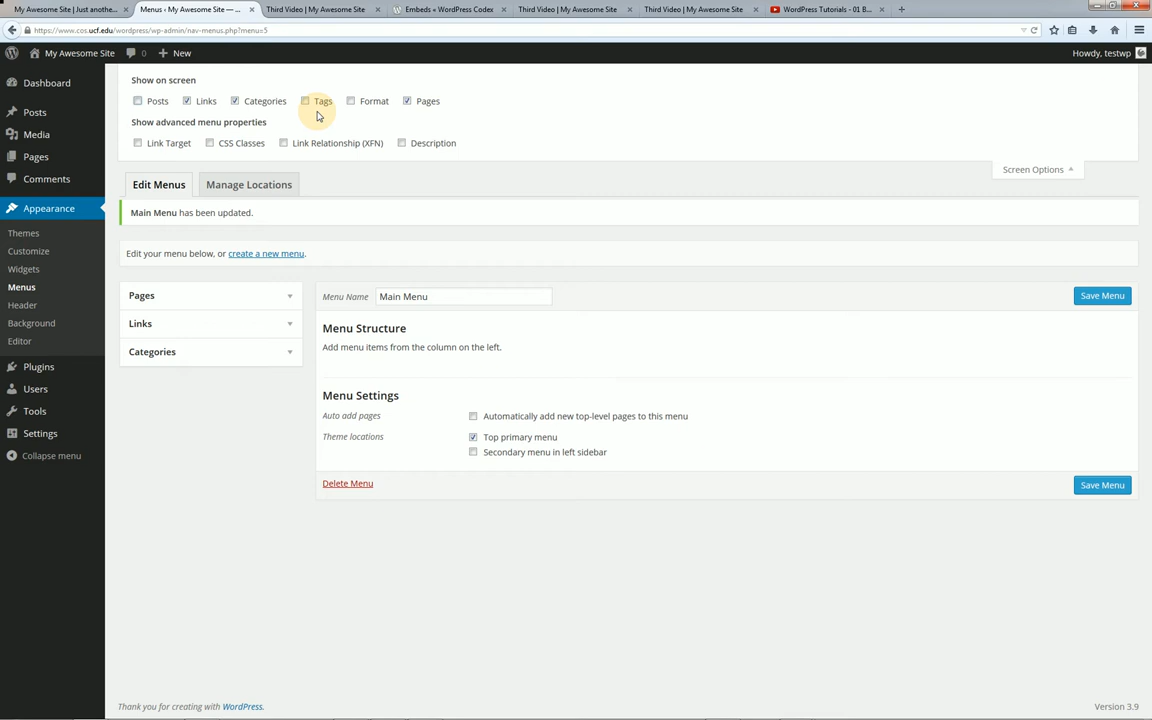 My Awesome Site | Just anothe... × Menus ‹ My Awesome Site — ... × Third Video | My Awesome Site × Embeds « WordPress Codex × Third Video | My Awesome Site × Third Video | My Awesome Site × WordPress Tutorials - 01 B... × +
https://www.cos.ucf.edu/wordpress/wp-admin/nav-menus.php?menu=5
My Awesome Site 0 + New Howdy, testwp
Dashboard
Posts
Media
Pages
Comments
Appearance
Themes
Customize
Widgets
Menus
Header
Background
Editor
Plugins
Users
Tools
Settings
Collapse menu
Show on screen
Posts Links Categories Tags Format Pages
Show advanced menu properties
Link Target CSS Classes Link Relationship (XFN) Description
Screen Options
Edit Menus Manage Locations
Main Menu has been updated.
Edit your menu below, or create a new menu.
Pages
Links
Categories
Menu Name Main Menu Save Menu
Menu Structure
Add menu items from the column on the left.
Menu Settings
Auto add pages Automatically add new top-level pages to this menu
Theme locations Top primary menu
Secondary menu in left sidebar
Delete Menu Save Menu
Thank you for creating with WordPress. Version 3.9